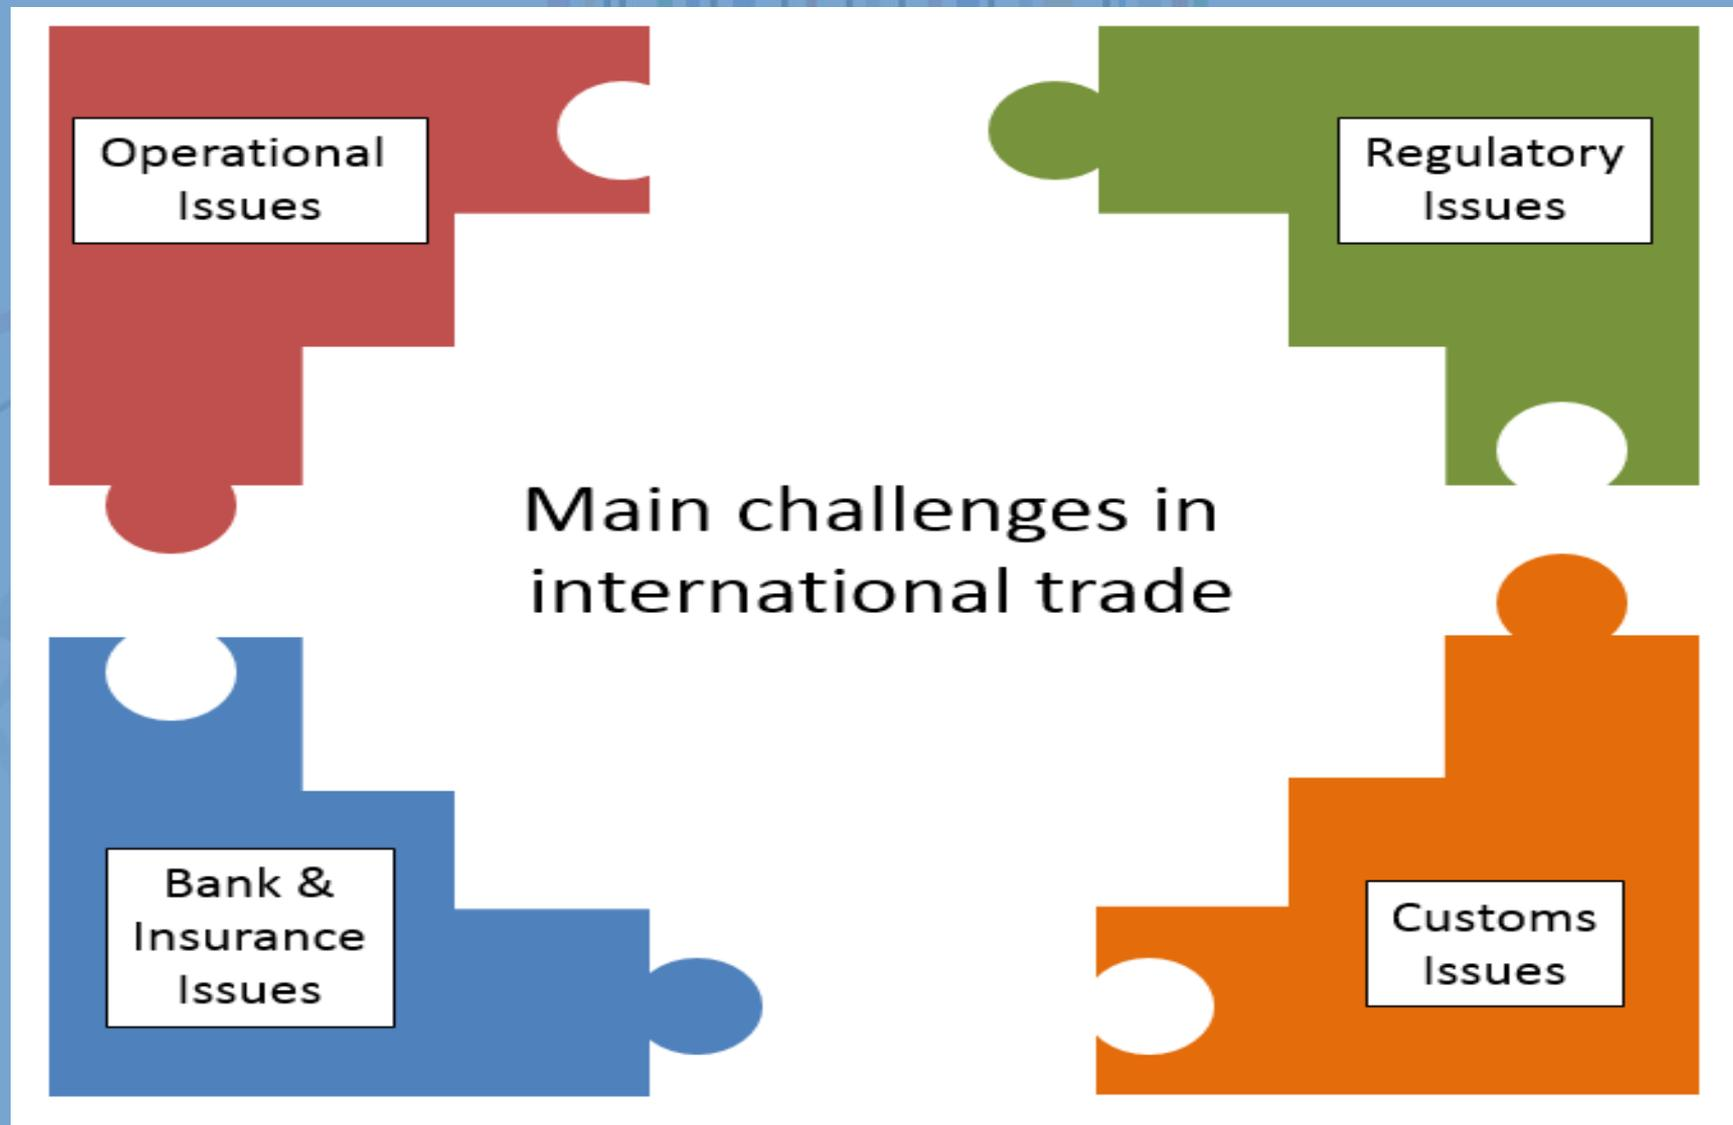 Operational
Issues
Regulatory
Issues
Main challenges in
international trade
Bank &
Insurance
Issues
Customs
Issues